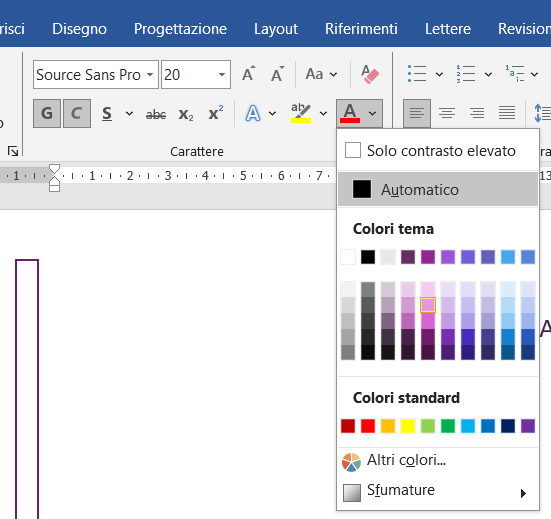 risci Disegno Progettazione Layout Riferimenti Lettere Revision
Source Sans Pro 20 A A Aa A
G C S abc x2 x2 A ab A
Carattere
1 1 2 3 4 5 6 7 13
Solo contrasto elevato
Automatico
Colori tema
A
Colori standard
Altri colori...
Sfumature